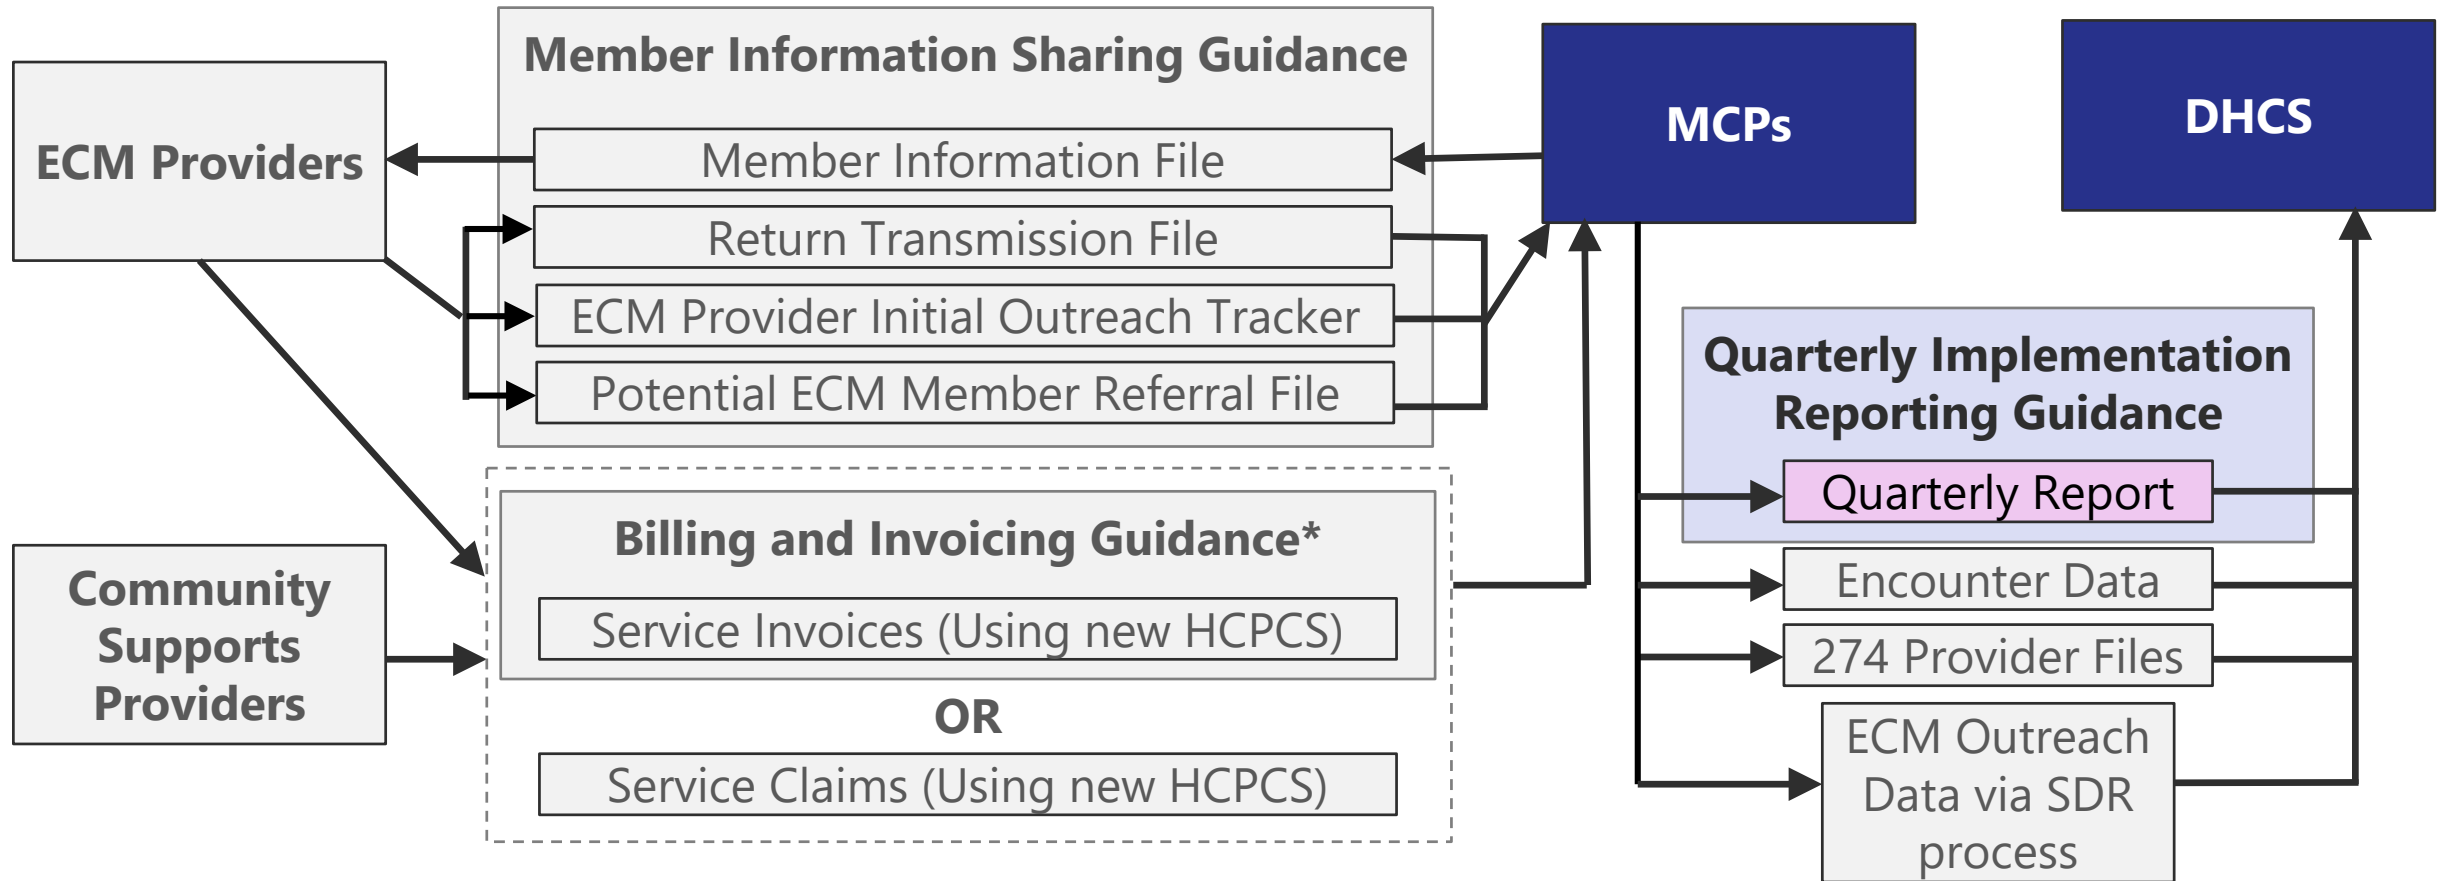 ECM Providers
Member Information Sharing Guidance
Member Information File
Return Transmission File
ECM Provider Initial Outreach Tracker
Potential ECM Member Referral File
MCPs
DHCS
Community
Supports
Providers
Billing and Invoicing Guidance*
Service Invoices (Using new HCPCS)
OR
Service Claims (Using new HCPCS)
Quarterly Implementation
Reporting Guidance
Quarterly Report
Encounter Data
274 Provider Files
ECM Outreach
Data via SDR
process